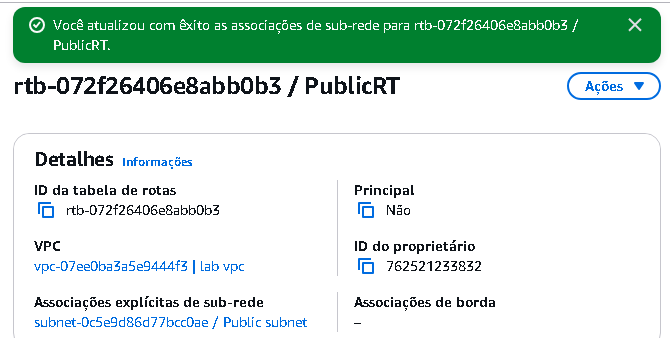 Você atualizou com êxito as associações de sub-rede para rtb-072f26406e8abb0b3 /
PublicRT.
rtb-072f26406e8abb0b3 / PublicRT
Ações
Detalhes Informações
ID da tabela de rotas
rtb-072f26406e8abb0b3
Principal
Não
VPC
vpc-07ee0ba3a5e9444f3 | lab vpc
ID do proprietário
762521233832
Associações explícitas de sub-rede
subnet-0c5e9d86d77bcc0ae / Public subnet
Associações de borda
–